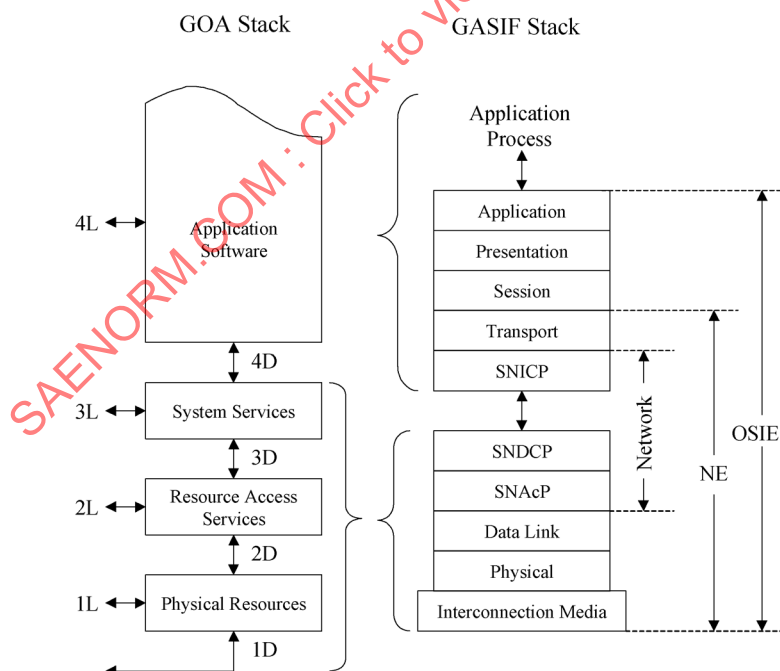 GOA Stack
GASIF Stack
SAENORM.COM : Click to vie
Application
Process
4L
Application
Software
4D
3L
System Services
3D
2L
Resource Access
Services
2D
1L
Physical Resources
1D
Application
Presentation
Session
Transport
SNICP
SNDCP
SNAcP
Data Link
Physical
Interconnection Media
Network
NE
OSIE